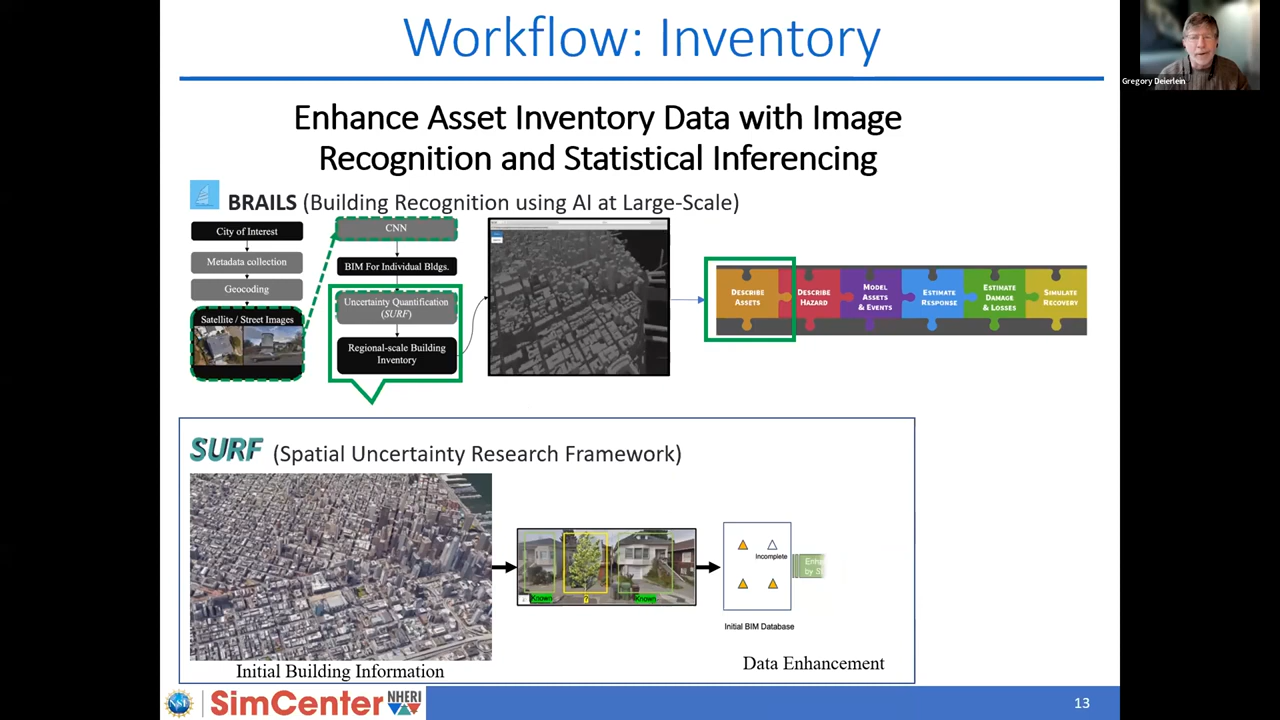 Workflow: Inventory
Gregory Deierlein
Enhance Asset Inventory Data with Image
Recognition and Statistical Inferencing
BRAILS (Building Recognition using AI at Large-Scale)
City of Interest
Metadata collection
Geocoding
Satellite / Street Images
CNN
BIM For Individual Bldgs.
Uncertainty Quantification
(SURF)
Regional-scale Building
Inventory
DESCRIBE
ASSETS
DESCRIBE
HAZARD
MODEL
ASSETS
& EVENTS
ESTIMATE
RESPONSE
ESTIMATE
DAMAGE
& LOSSES
SIMULATE
RECOVERY
SURF (Spatial Uncertainty Research Framework)
Known
?
Known
Incomplete
Enha
by S
Initial BIM Database
Initial Building Information
Data Enhancement
NSF
SimCenter
NHERI
13